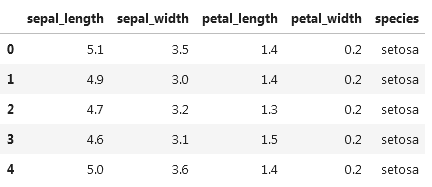 sepal_length sepal_width petal_length petal_width species
0 5.1 3.5 1.4 0.2 setosa
1 4.9 3.0 1.4 0.2 setosa
2 4.7 3.2 1.3 0.2 setosa
3 4.6 3.1 1.5 0.2 setosa
4 5.0 3.6 1.4 0.2 setosa